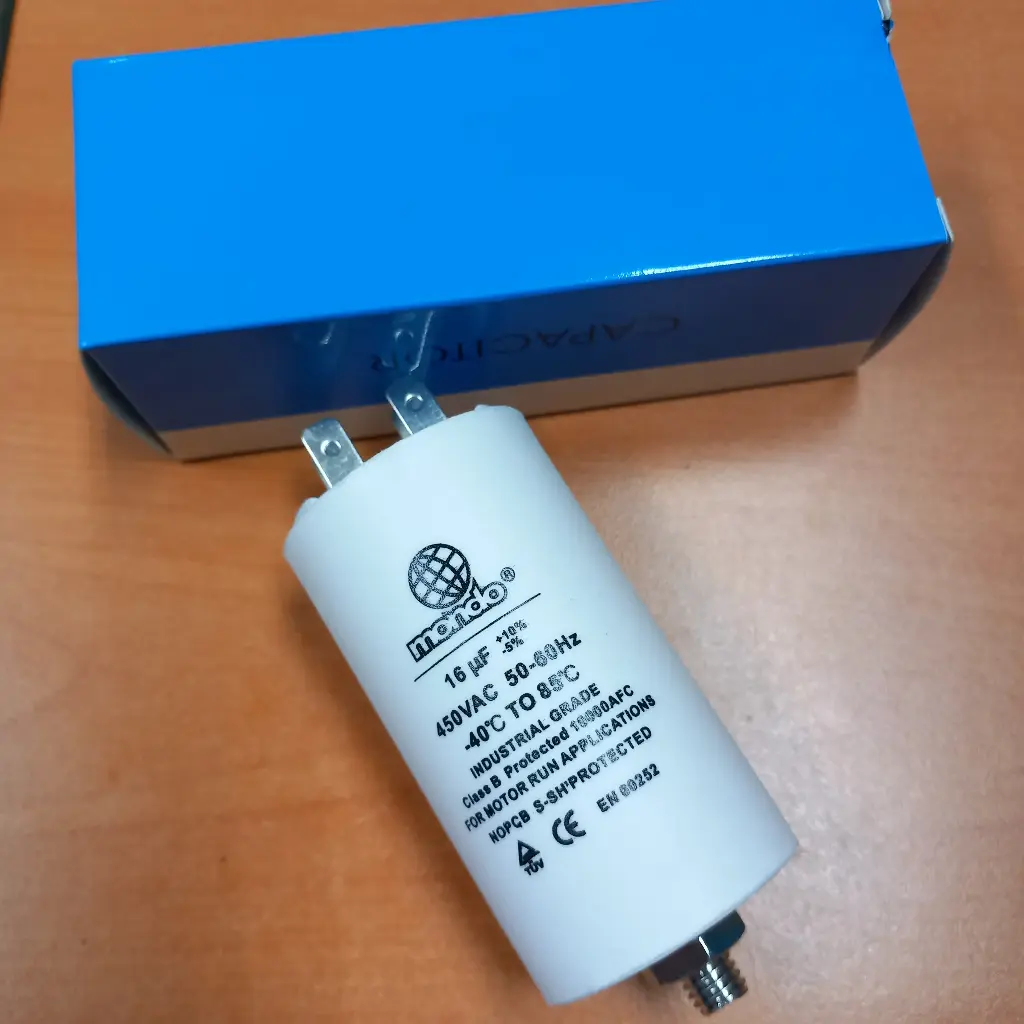 CAPACITOR
mondo®
16 µF +10% -5%
450VAC 50-60Hz
-40°C TO 85°C
INDUSTRIAL GRADE
Class B Protected 10000AFC
FOR MOTOR RUN APPLICATIONS
NOPCB S-SH PROTECTED
TÜV CE EN 60252